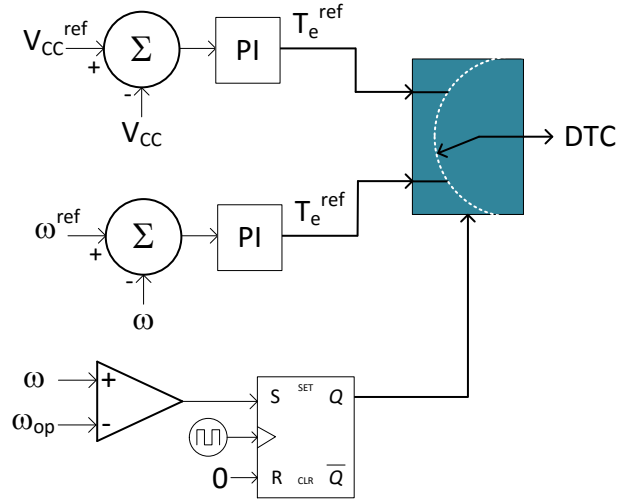 V_CC^ref
+
Σ
-
V_CC
PI
T_e^ref
DTC
ω^ref
+
Σ
-
ω
PI
T_e^ref
ω
+
ω_op
-
S SET Q
0 R CLR Q̅